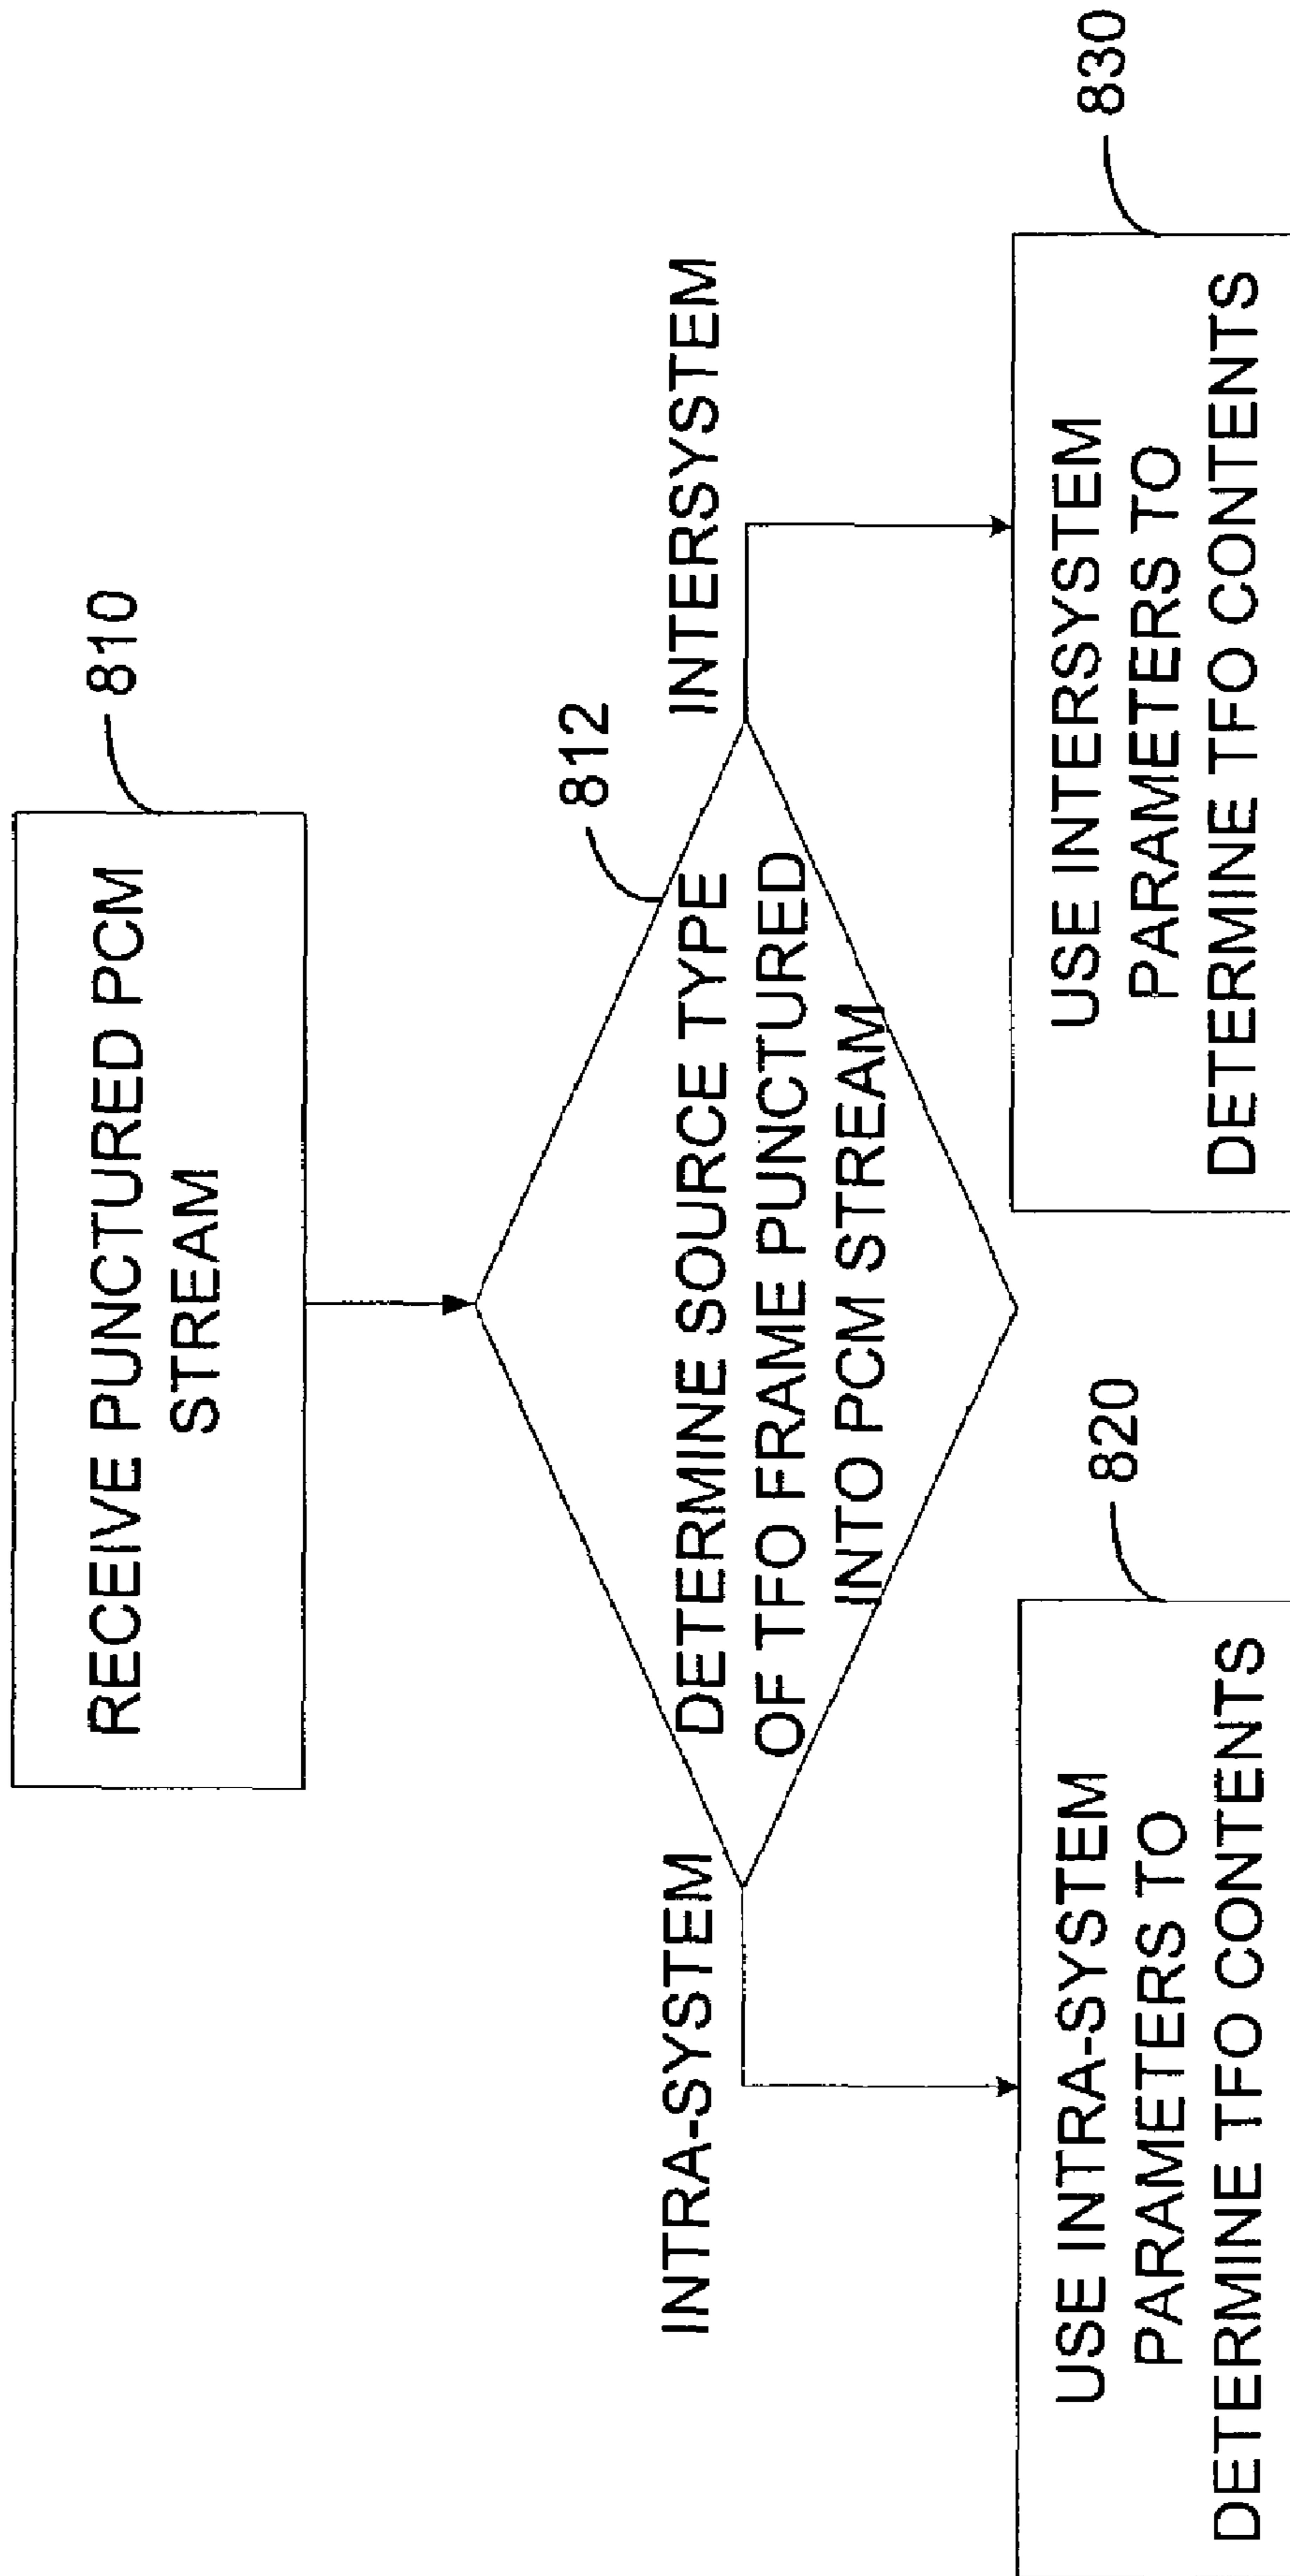 RECEIVE PUNCTURED PCM
STREAM
810
DETERMINE SOURCE TYPE
OF TFO FRAME PUNCTURED
INTO PCM STREAM
812
INTRA-SYSTEM
INTERSYSTEM
USE INTRA-SYSTEM
PARAMETERS TO
DETERMINE TFO CONTENTS
820
USE INTERSYSTEM
PARAMETERS TO
DETERMINE TFO CONTENTS
830